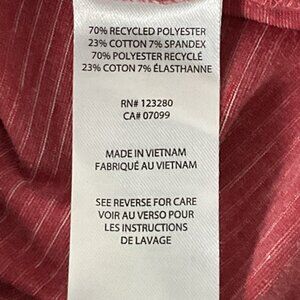 70% RECYCLED POLYESTER
23% COTTON 7% SPANDEX
70% POLYESTER RECYCLÉ
23% COTON 7% ÉLASTHANNE
RN# 123280
CA# 07099
MADE IN VIETNAM
FABRIQUÉ AU VIETNAM
SEE REVERSE FOR CARE
VOIR AU VERSO POUR
LES INSTRUCTIONS
DE LAVAGE